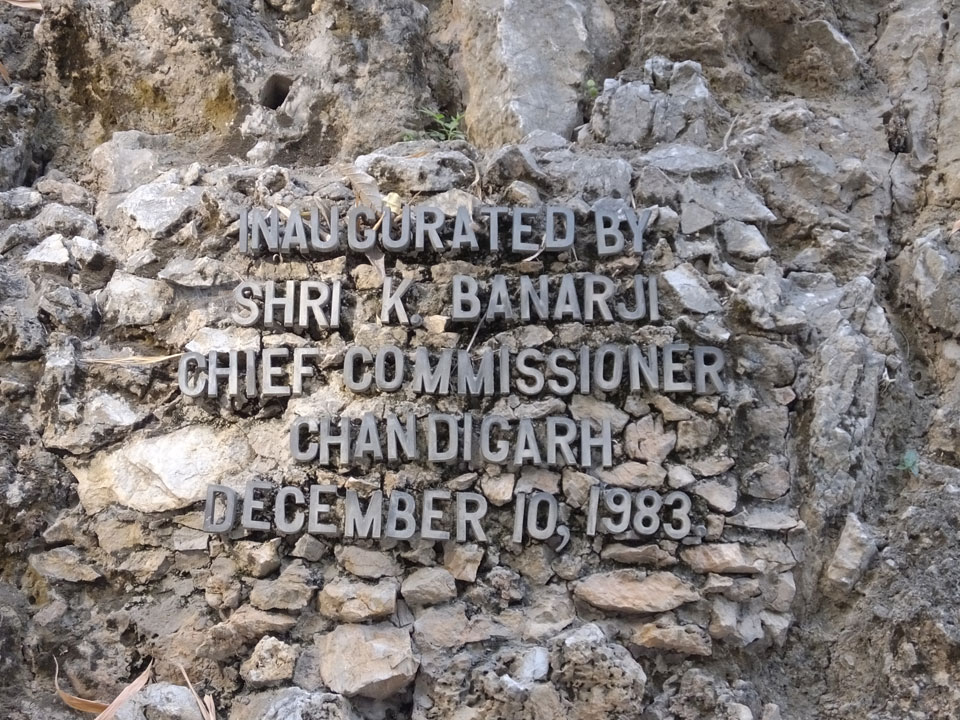 INAUGURATED BY
SHRI K. BANARJI
CHIEF COMMISSIONER
CHANDIGARH
DECEMBER 10, 1983